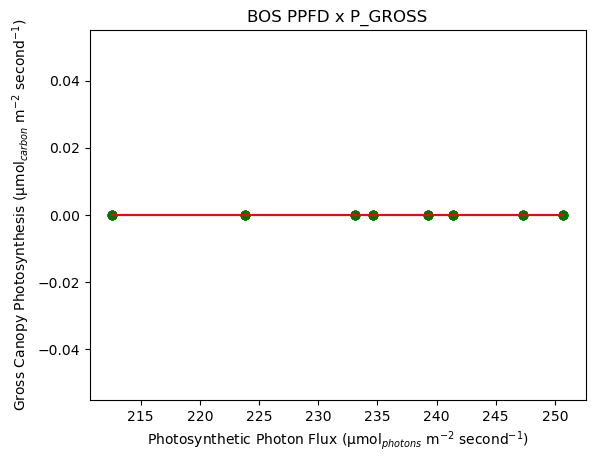 BOS PPFD x P_GROSS
Gross Canopy Photosynthesis (μmol$_{carbon}$ m$^{-2}$ second$^{-1}$)
0.04
0.02
0.00
−0.02
−0.04
215 220 225 230 235 240 245 250
Photosynthetic Photon Flux (μmol$_{photons}$ m$^{-2}$ second$^{-1}$)